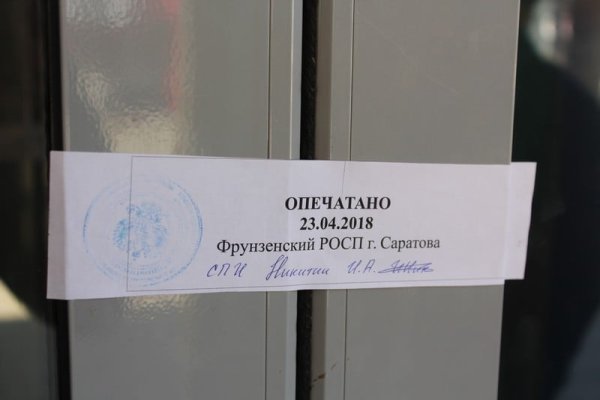 ОПЕЧАТАНО
23.04.2018
Фрунзенский РОСП г. Саратова
СПИ Никитин И.А.